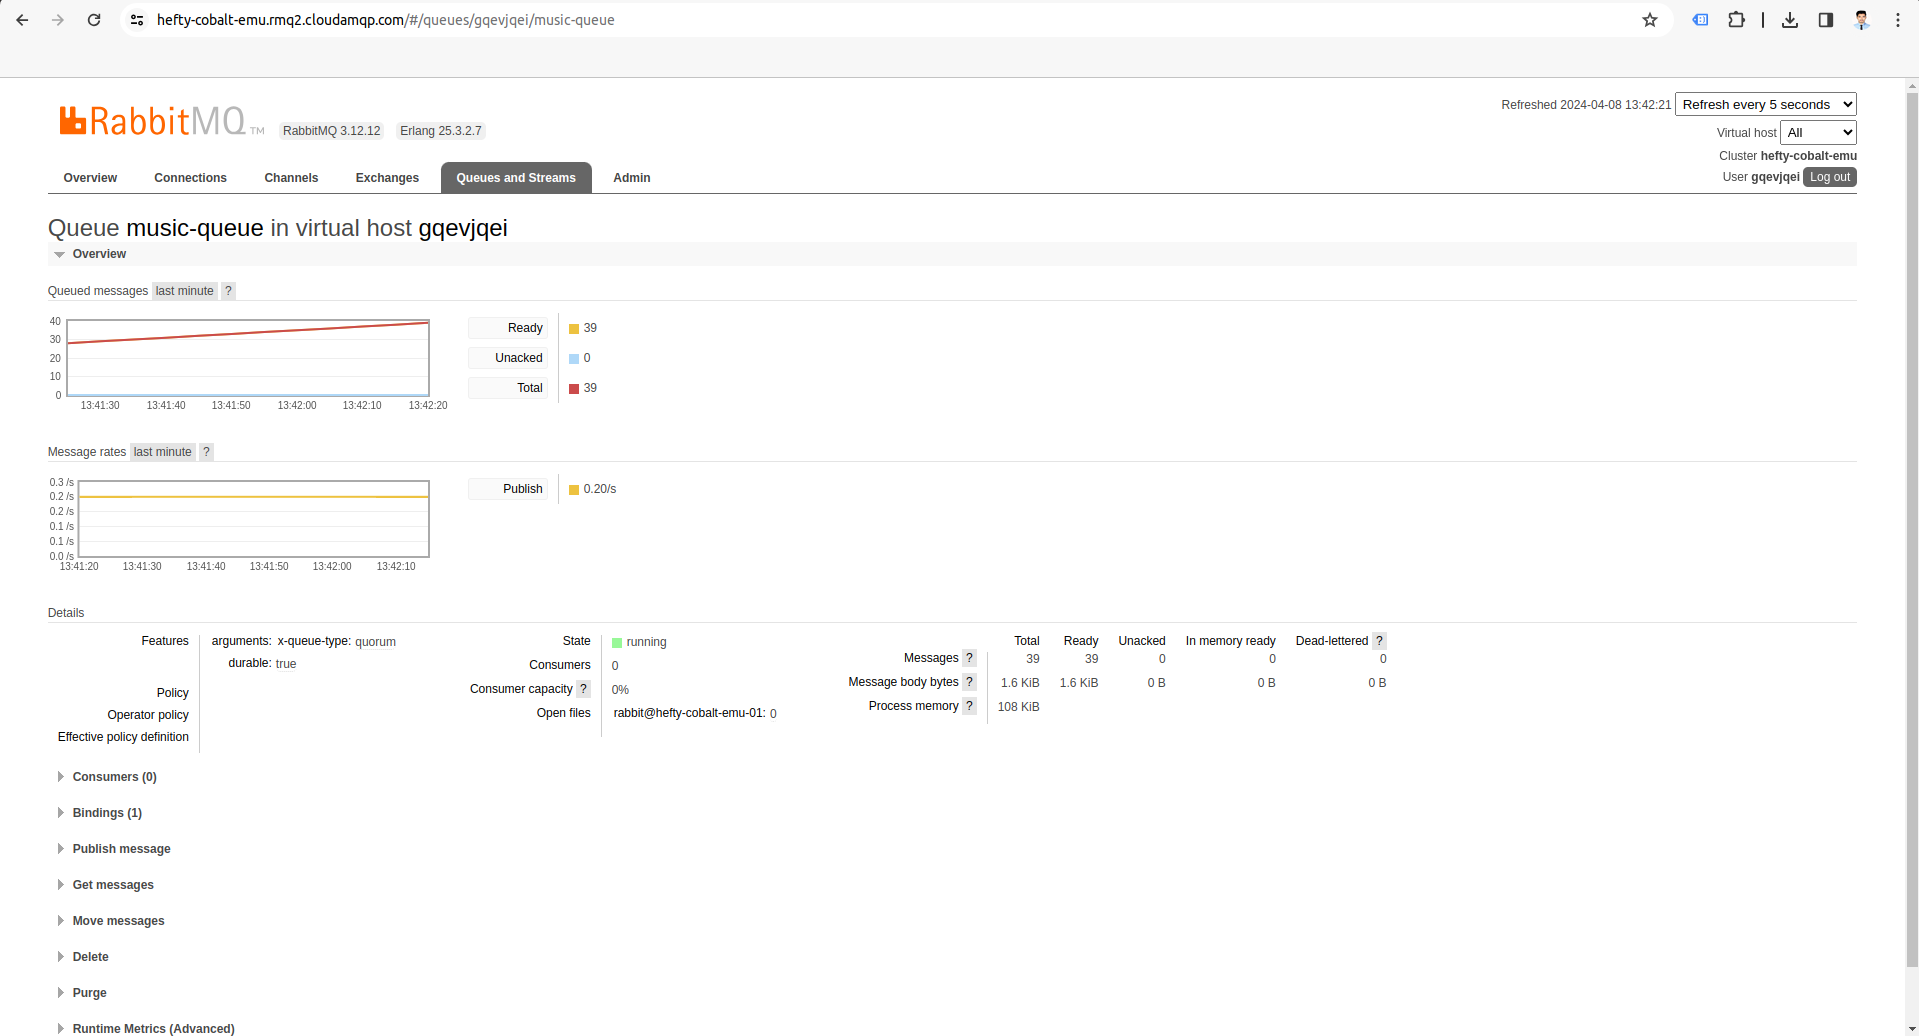 hefty-cobalt-emu.rmq2.cloudamqp.com/#/queues/gqevjqei/music-queue
Refreshed 2024-04-08 13:42:21 Refresh every 5 seconds
RabbitMQ TM RabbitMQ 3.12.12 Erlang 25.3.2.7
Virtual host All
Cluster hefty-cobalt-emu
User gqevjqei Log out
Overview Connections Channels Exchanges Queues and Streams Admin
Queue music-queue in virtual host gqevjqei
Overview
Queued messages last minute ?
40
30
20
10
0
13:41:30 13:41:40 13:41:50 13:42:00 13:42:10 13:42:20
Ready 39
Unacked 0
Total 39
Message rates last minute ?
0.3 /s
0.2 /s
0.2 /s
0.1 /s
0.1 /s
0.0 /s
13:41:20 13:41:30 13:41:40 13:41:50 13:42:00 13:42:10
Publish 0.20/s
Details
Features arguments: x-queue-type: quorum
durable: true
Policy
Operator policy
Effective policy definition
State running
Consumers 0
Consumer capacity ? 0%
Open files rabbit@hefty-cobalt-emu-01: 0
Total Ready Unacked In memory ready Dead-lettered ?
Messages ? 39 39 0 0 0
Message body bytes ? 1.6 KiB 1.6 KiB 0 B 0 B 0 B
Process memory ? 108 KiB
Consumers (0)
Bindings (1)
Publish message
Get messages
Move messages
Delete
Purge
Runtime Metrics (Advanced)